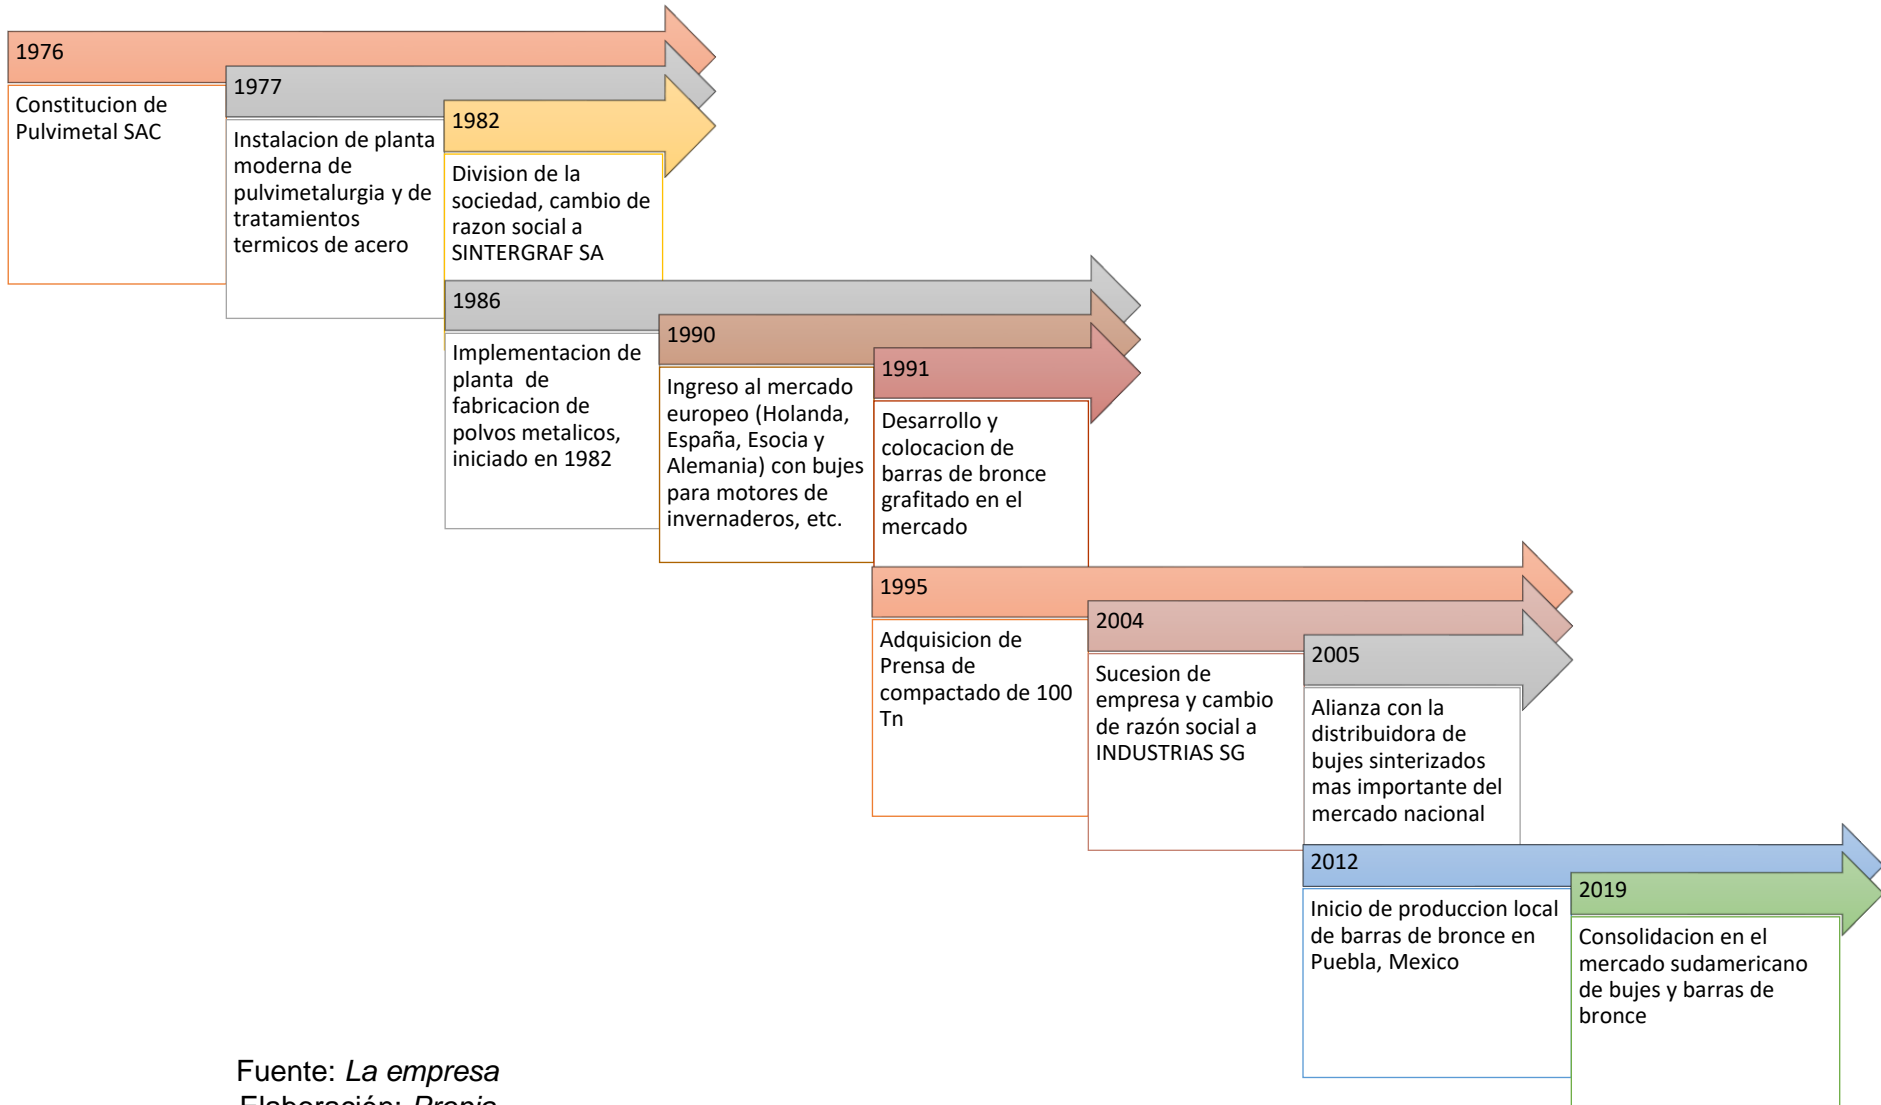 1976
Constitucion de
Pulvimetal SAC
1977
Instalacion de planta
moderna de
pulvimetalurgia y de
tratamientos
termicos de acero
1982
Division de la
sociedad, cambio de
razon social a
SINTERGRAF SA
1986
Implementacion de
planta de
fabricacion de
polvos metalicos,
iniciado en 1982
1990
Ingreso al mercado
europeo (Holanda,
España, Esocia y
Alemania) con bujes
para motores de
invernaderos, etc.
1991
Desarrollo y
colocacion de
barras de bronce
grafitado en el
mercado
1995
Adquisicion de
Prensa de
compactado de 100
Tn
2004
Sucesion de
empresa y cambio
de razón social a
INDUSTRIAS SG
2005
Alianza con la
distribuidora de
bujes sinterizados
mas importante del
mercado nacional
2012
Inicio de produccion local
de barras de bronce en
Puebla, Mexico
2019
Consolidacion en el
mercado sudamericano
de bujes y barras de
bronce
Fuente: La empresa
Elaboración: Propia